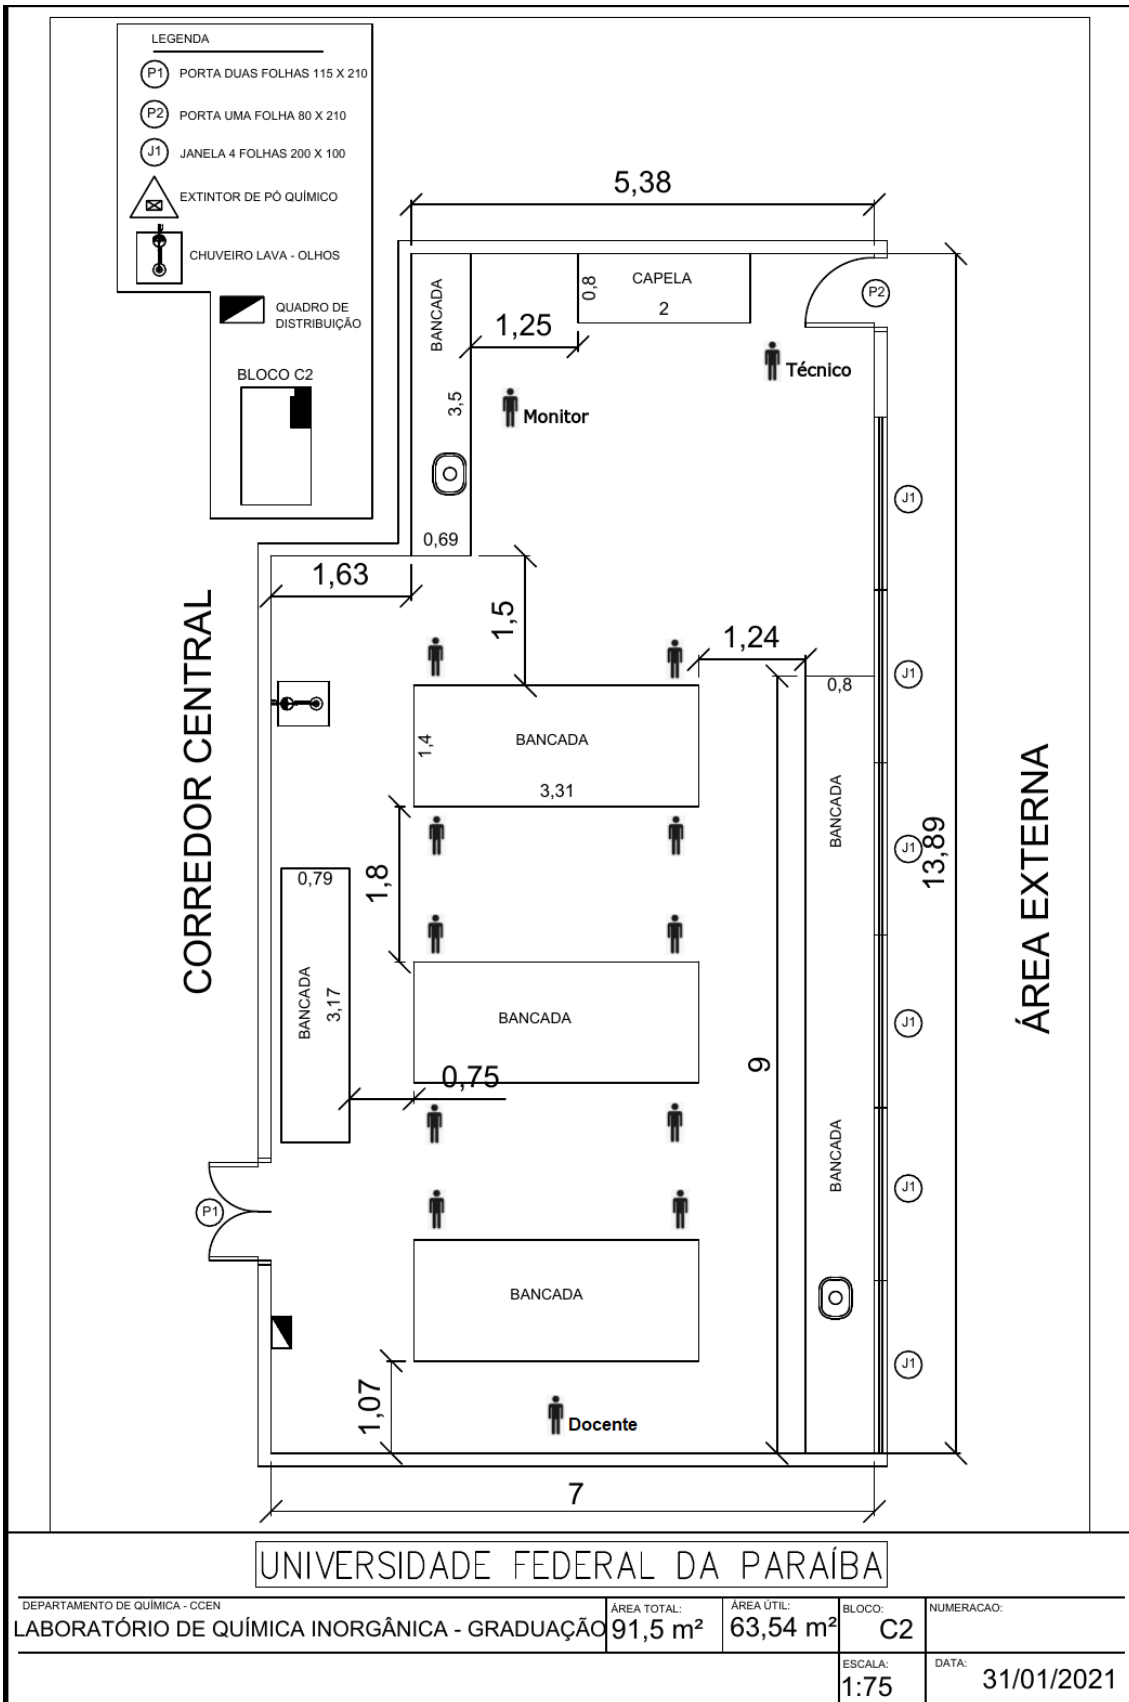 LEGENDA
P1 PORTA DUAS FOLHAS 115 X 210
P2 PORTA UMA FOLHA 80 X 210
J1 JANELA 4 FOLHAS 200 X 100
EXTINTOR DE PÓ QUÍMICO
CHUVEIRO LAVA - OLHOS
QUADRO DE
DISTRIBUIÇÃO
BLOCO C2
5,38
BANCADA
0,8
CAPELA
2
P2
1,25
Técnico
3,5
Monitor
J1
0,69
1,63
1,5
1,24
J1
0,8
CORREDOR CENTRAL
1,4
BANCADA
3,31
BANCADA
J1
13,89
ÁREA EXTERNA
0,79
1,8
BANCADA
3,17
BANCADA
J1
0,75
9
BANCADA
J1
P1
BANCADA
J1
1,07
Docente
7
UNIVERSIDADE FEDERAL DA PARAÍBA
DEPARTAMENTO DE QUÍMICA - CCEN
LABORATÓRIO DE QUÍMICA INORGÂNICA - GRADUAÇÃO
ÁREA TOTAL:
91,5 m²
ÁREA ÚTIL:
63,54 m²
BLOCO:
C2
NUMERACAO:
ESCALA:
1:75
DATA:
31/01/2021